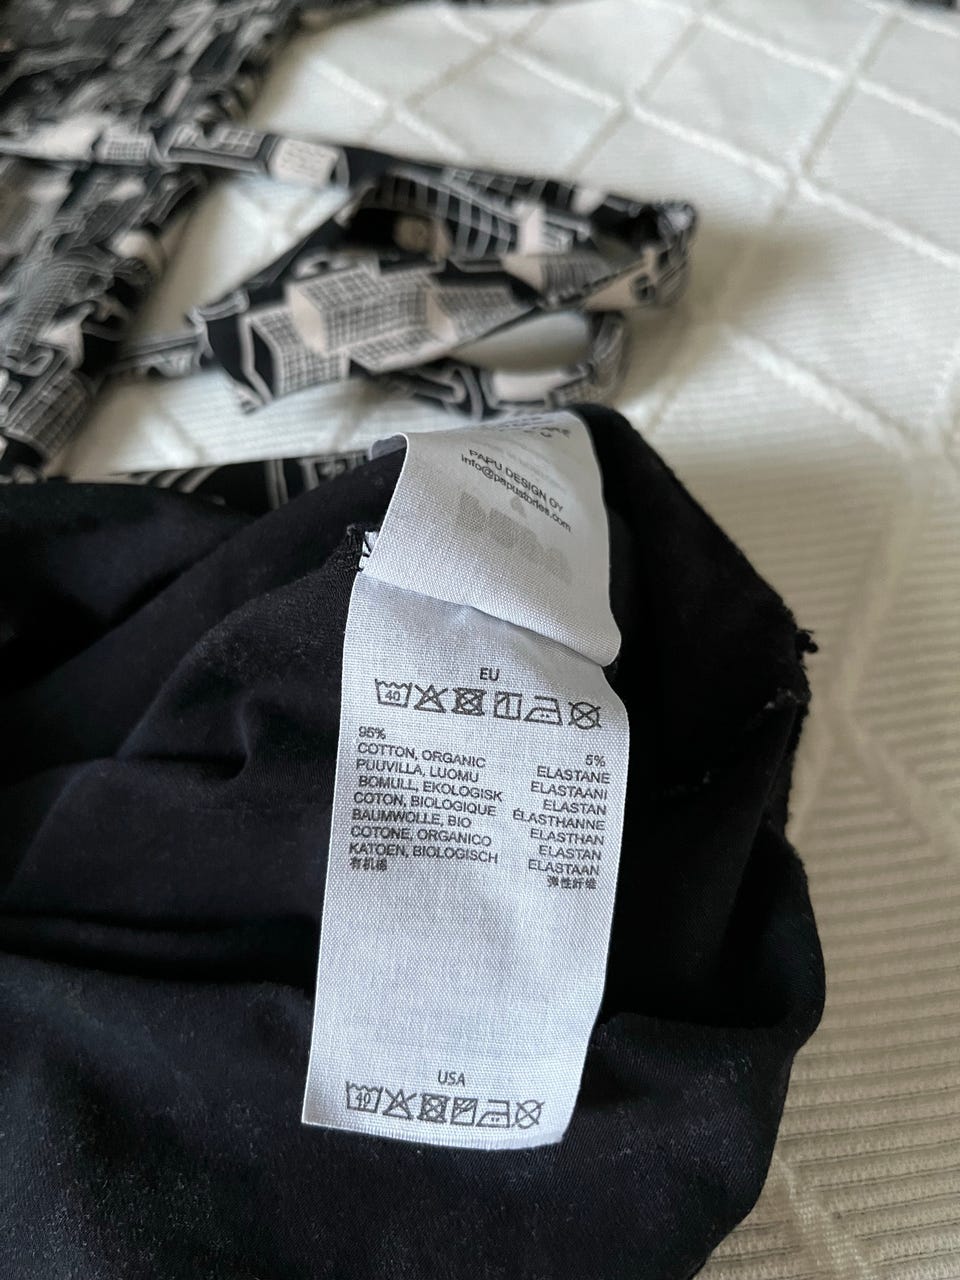 PAPU DESIGN OY
info@papustories.com
EU
40
95%
COTTON, ORGANIC
PUUVILLA, LUOMU
BOMULL, EKOLOGISK
COTON, BIOLOGIQUE
BAUMWOLLE, BIO
COTONE, ORGANICO
KATOEN, BIOLOGISCH
有机棉
5%
ELASTANE
ELASTAANI
ELASTAN
ÉLASTHANNE
ELASTHAN
ELASTAN
ELASTAAN
弹性纤维
USA
40